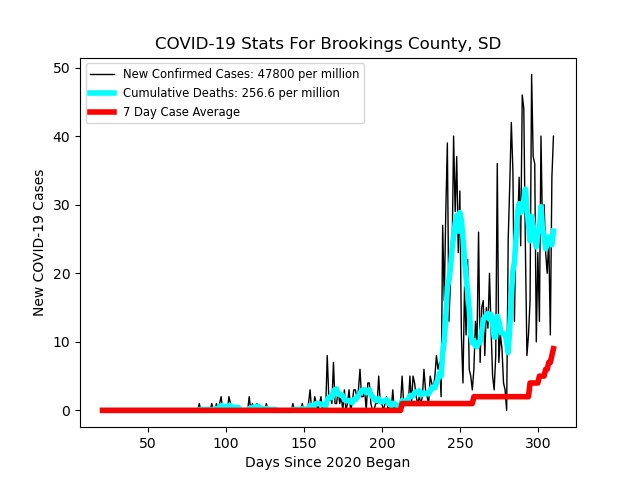 COVID-19 Stats For Brookings County, SD
New Confirmed Cases: 47800 per million
Cumulative Deaths: 256.6 per million
7 Day Case Average
New COVID-19 Cases
50
40
30
20
10
0
50 100 150 200 250 300
Days Since 2020 Began